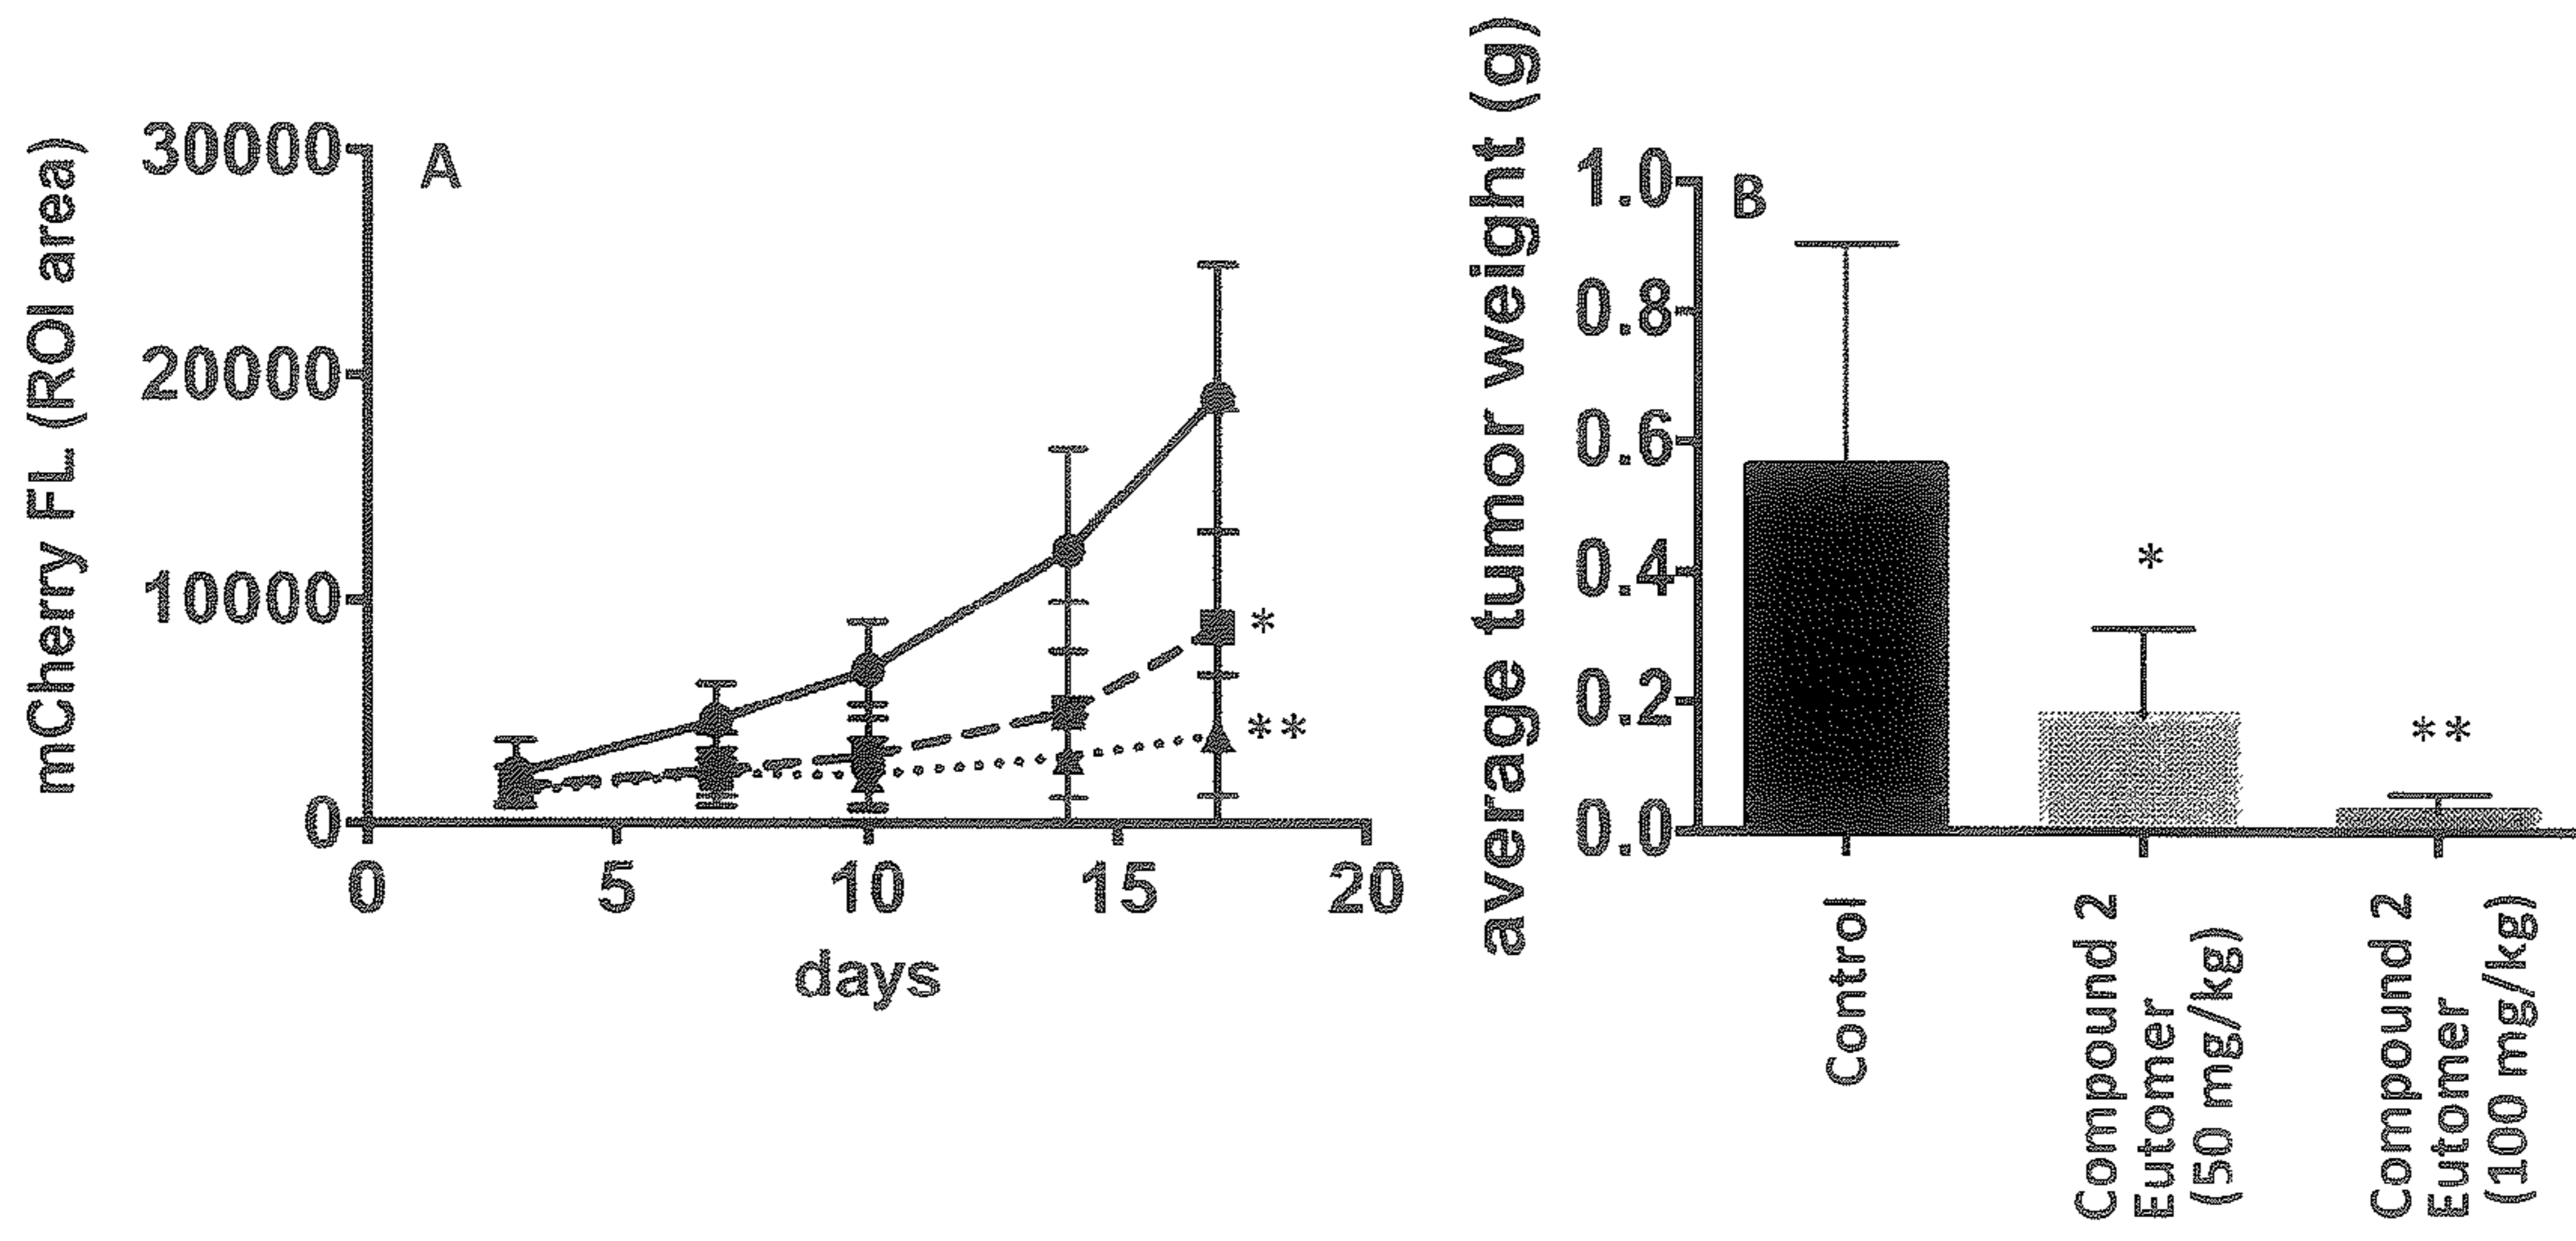 A
mCherry FL (ROI area)
30000
20000
10000
0
0 5 10 15 20
days
*
**
B
average tumor weight (g)
1.0
0.8
0.6
0.4
0.2
0.0
*
**
Control
Compound 2
Eutomer
(50 mg/kg)
Compound 2
Eutomer
(100 mg/kg)